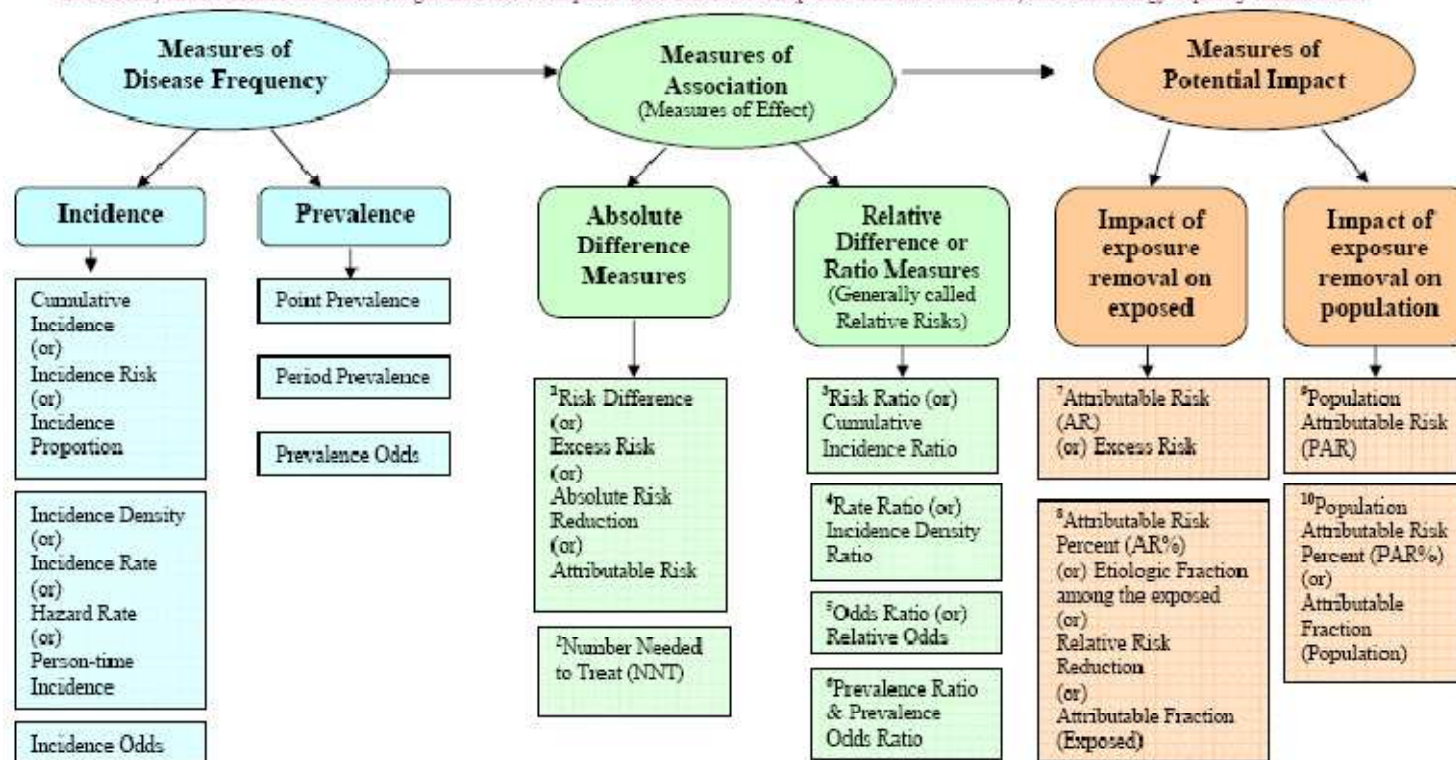 Measures of
Disease Frequency
Measures of
Association
(Measures of Effect)
Measures of
Potential Impact
Incidence
Prevalence
Absolute
Difference
Measures
Relative
Difference or
Ratio Measures
(Generally called
Relative Risks)
Impact of
exposure
removal on
exposed
Impact of
exposure
removal on
population
Cumulative
Incidence
(or)
Incidence Risk
(or)
Incidence
Proportion
Incidence Density
(or)
Incidence Rate
(or)
Hazard Rate
(or)
Person-time
Incidence
Incidence Odds
Point Prevalence
Period Prevalence
Prevalence Odds
Risk Difference
(or)
Excess Risk
(or)
Absolute Risk
Reduction
(or)
Attributable Risk
Number Needed
to Treat (NNT)
³Risk Ratio (or)
Cumulative
Incidence Ratio
⁴Rate Ratio (or)
Incidence Density
Ratio
⁵Odds Ratio (or)
Relative Odds
⁶Prevalence Ratio
& Prevalence
Odds Ratio
⁷Attributable Risk
(AR)
(or) Excess Risk
⁸Attributable Risk
Percent (AR%)
(or) Etiologic Fraction
among the exposed
(or)
Relative Risk
Reduction
(or)
Attributable Fraction
(Exposed)
⁹Population
Attributable Risk
(PAR)
¹⁰Population
Attributable Risk
Percent (PAR%)
(or)
Attributable
Fraction
(Population)